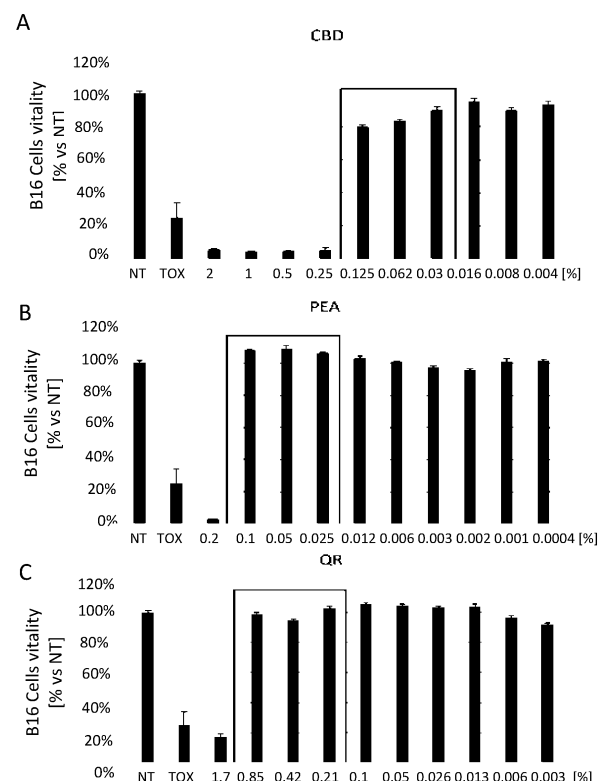 A
CBD
120%
100%
80%
60%
40%
20%
0%
B16 Cells vitality
[% vs NT]
NT TOX 2 1 0.5 0.25 0.125 0.062 0.03 0.016 0.008 0.004 [%]
B
PEA
120%
100%
80%
60%
40%
20%
0%
B16 Cells vitality
[% vs NT]
NT TOX 0.2 0.1 0.05 0.025 0.012 0.006 0.003 0.002 0.001 0.0004 [%]
C
QR
120%
100%
80%
60%
40%
20%
0%
B16 Cells vitality
[% vs NT]
NT TOX 1.7 0.85 0.42 0.21 0.1 0.05 0.026 0.013 0.006 0.003 [%]